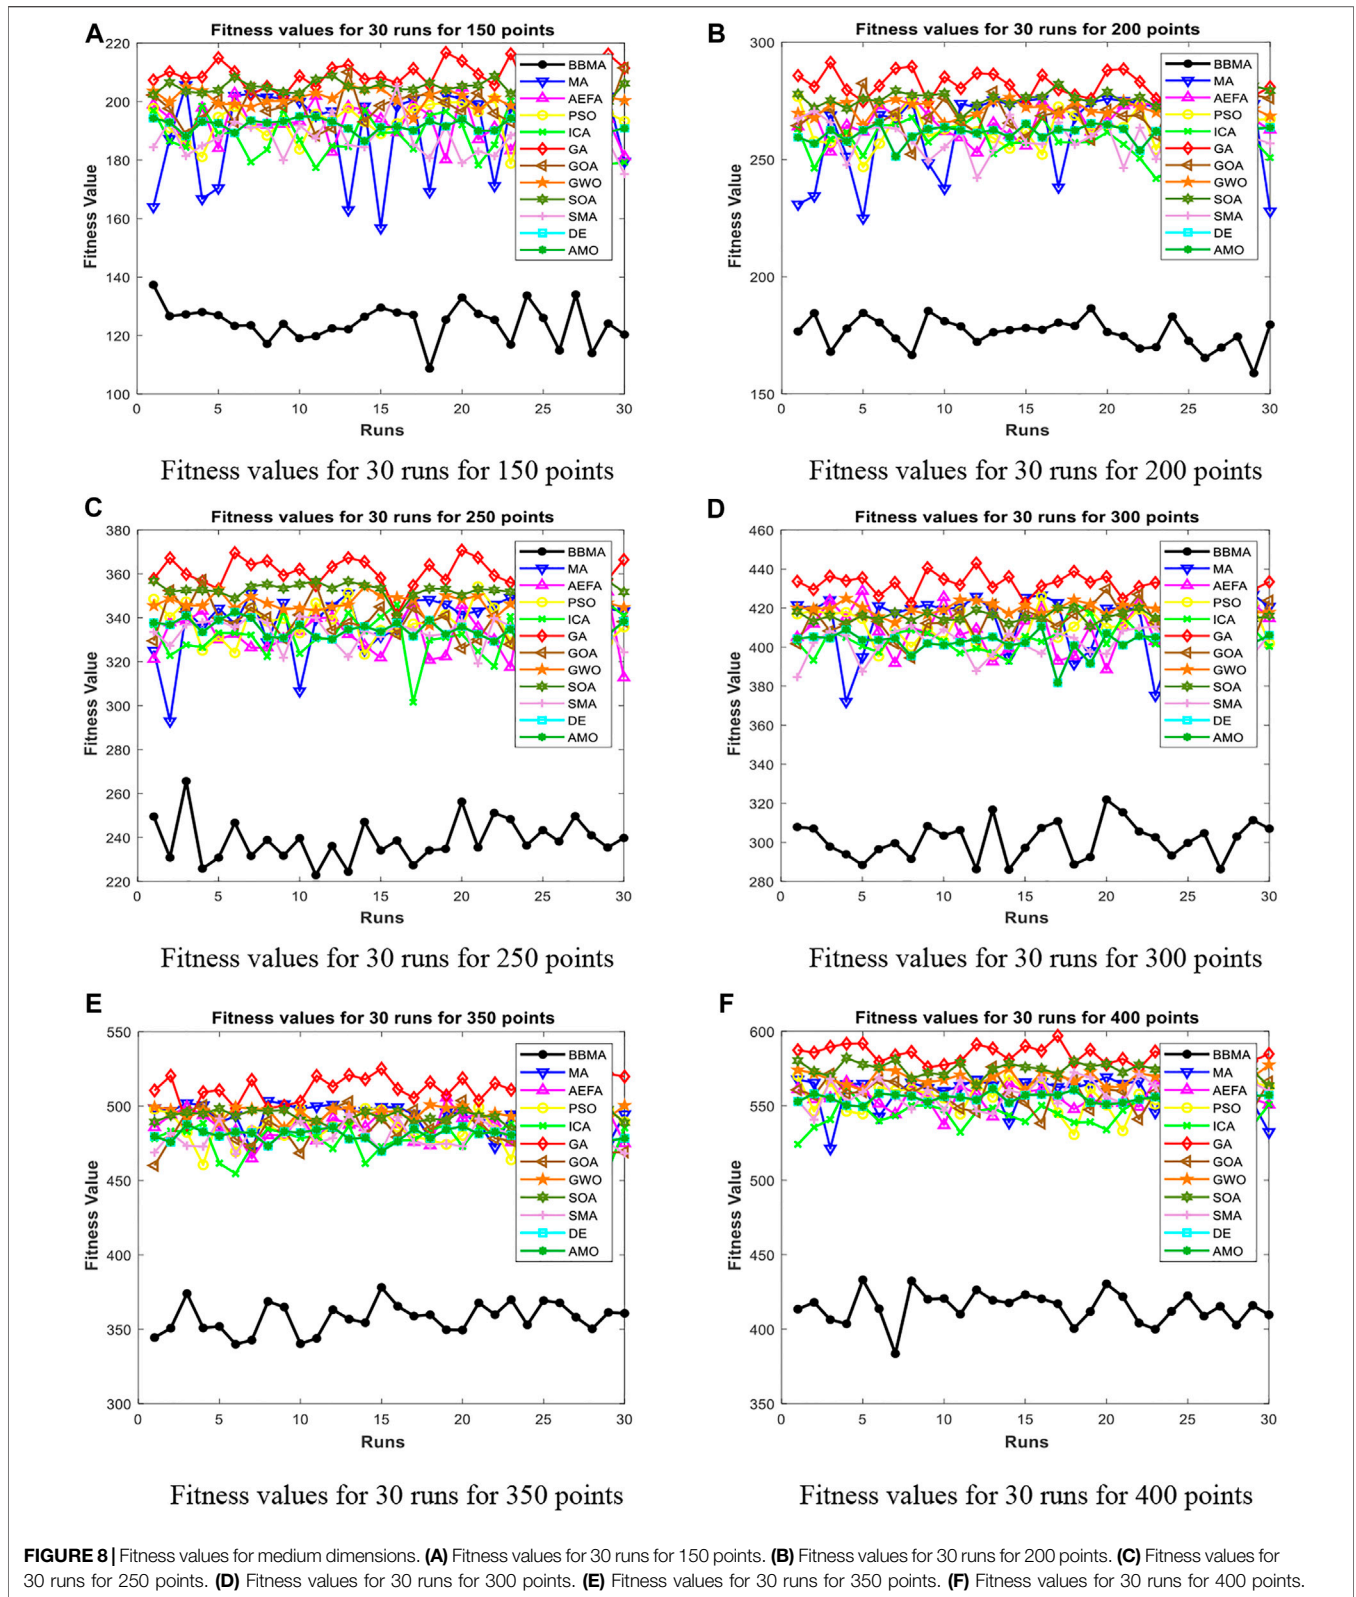 A
Fitness values for 30 runs for 150 points
Fitness Value
220
200
180
160
140
120
100
0 5 10 15 20 25 30
Runs
BBMA
MA
AEFA
PSO
ICA
GA
GOA
GWO
SOA
SMA
DE
AMO
Fitness values for 30 runs for 150 points
B
Fitness values for 30 runs for 200 points
Fitness Value
300
250
200
150
0 5 10 15 20 25 30
Runs
BBMA
MA
AEFA
PSO
ICA
GA
GOA
GWO
SOA
SMA
DE
AMO
Fitness values for 30 runs for 200 points
C
Fitness values for 30 runs for 250 points
Fitness Value
380
360
340
320
300
280
260
240
220
0 5 10 15 20 25 30
Runs
BBMA
MA
AEFA
PSO
ICA
GA
GOA
GWO
SOA
SMA
DE
AMO
Fitness values for 30 runs for 250 points
D
Fitness values for 30 runs for 300 points
Fitness Value
460
440
420
400
380
360
340
320
300
280
0 5 10 15 20 25 30
Runs
BBMA
MA
AEFA
PSO
ICA
GA
GOA
GWO
SOA
SMA
DE
AMO
Fitness values for 30 runs for 300 points
E
Fitness values for 30 runs for 350 points
Fitness Value
550
500
450
400
350
300
0 5 10 15 20 25 30
Runs
BBMA
MA
AEFA
PSO
ICA
GA
GOA
GWO
SOA
SMA
DE
AMO
Fitness values for 30 runs for 350 points
F
Fitness values for 30 runs for 400 points
Fitness Value
600
550
500
450
400
350
0 5 10 15 20 25 30
Runs
BBMA
MA
AEFA
PSO
ICA
GA
GOA
GWO
SOA
SMA
DE
AMO
Fitness values for 30 runs for 400 points
FIGURE 8 | Fitness values for medium dimensions. (A) Fitness values for 30 runs for 150 points. (B) Fitness values for 30 runs for 200 points. (C) Fitness values for
30 runs for 250 points. (D) Fitness values for 30 runs for 300 points. (E) Fitness values for 30 runs for 350 points. (F) Fitness values for 30 runs for 400 points.